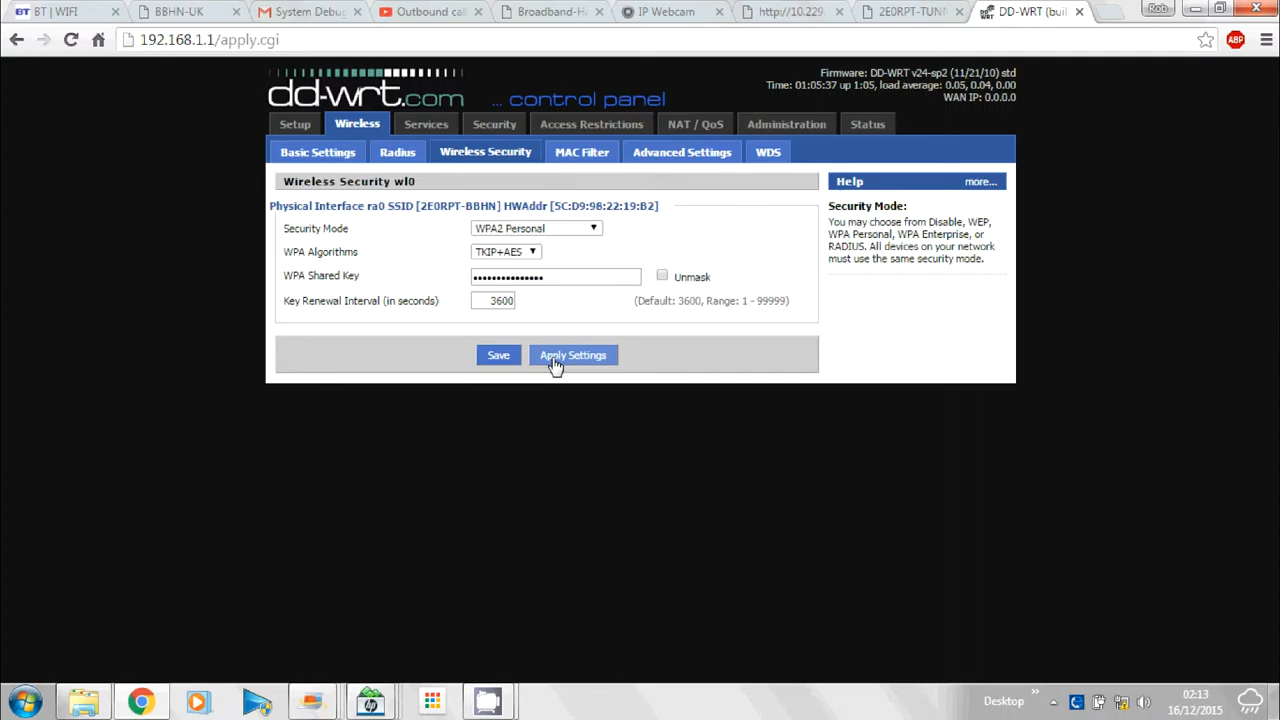 BT | WIFI
BBHN-UK
System Debug
Outbound call
Broadband-Ha
IP Webcam
http://10.229.
2E0RPT-TUNN
DD-WRT (buil
Rob
192.168.1.1/apply.cgi
ABP
dd-wrt.com ... control panel
Firmware: DD-WRT v24-sp2 (11/21/10) std
Time: 01:05:37 up 1:05, load average: 0.05, 0.04, 0.00
WAN IP: 0.0.0.0
Setup Wireless Services Security Access Restrictions NAT / QoS Administration Status
Basic Settings Radius Wireless Security MAC Filter Advanced Settings WDS
Wireless Security wl0
Physical Interface ra0 SSID [2E0RPT-BBHN] HWAddr [5C:D9:98:22:19:B2]
Security Mode WPA2 Personal
WPA Algorithms TKIP+AES
WPA Shared Key ••••••••••••••• Unmask
Key Renewal Interval (in seconds) 3600 (Default: 3600, Range: 1 - 99999)
Save Apply Settings
Help more...
Security Mode:
You may choose from Disable, WEP,
WPA Personal, WPA Enterprise, or
RADIUS. All devices on your network
must use the same security mode.
Desktop
02:13
16/12/2015